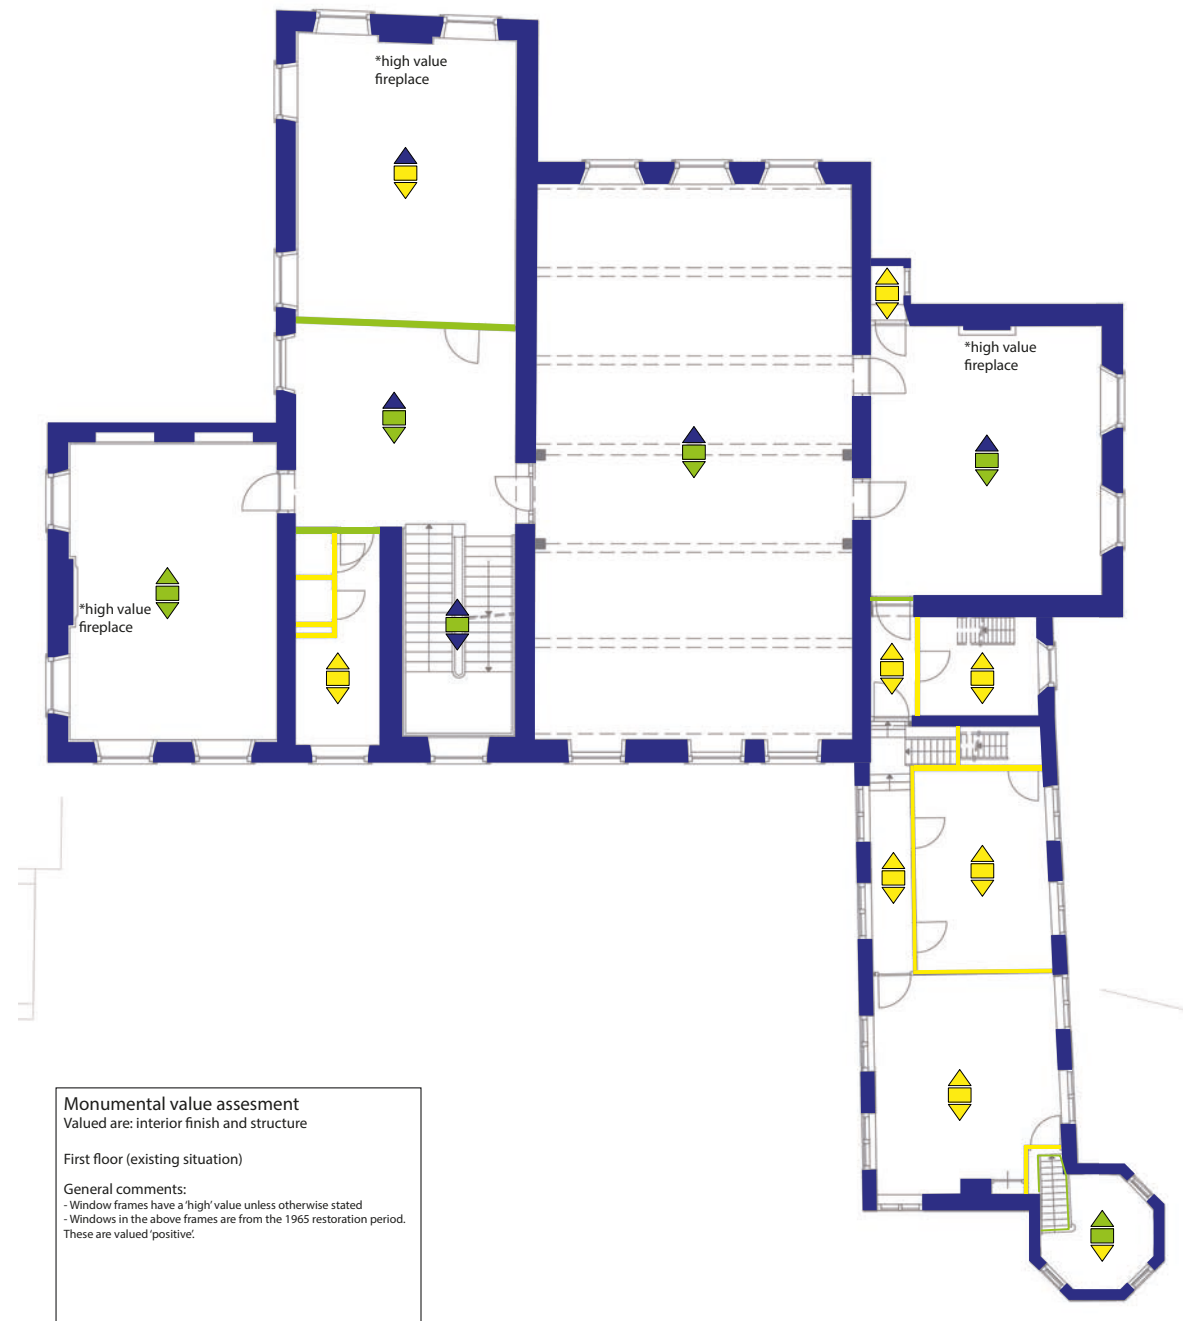 *high value
fireplace
*high value
fireplace
*high value
fireplace
Monumental value assesment
Valued are: interior finish and structure
First floor (existing situation)
General comments:
- Window frames have a 'high' value unless otherwise stated
- Windows in the above frames are from the 1965 restoration period.
These are valued 'positive'.